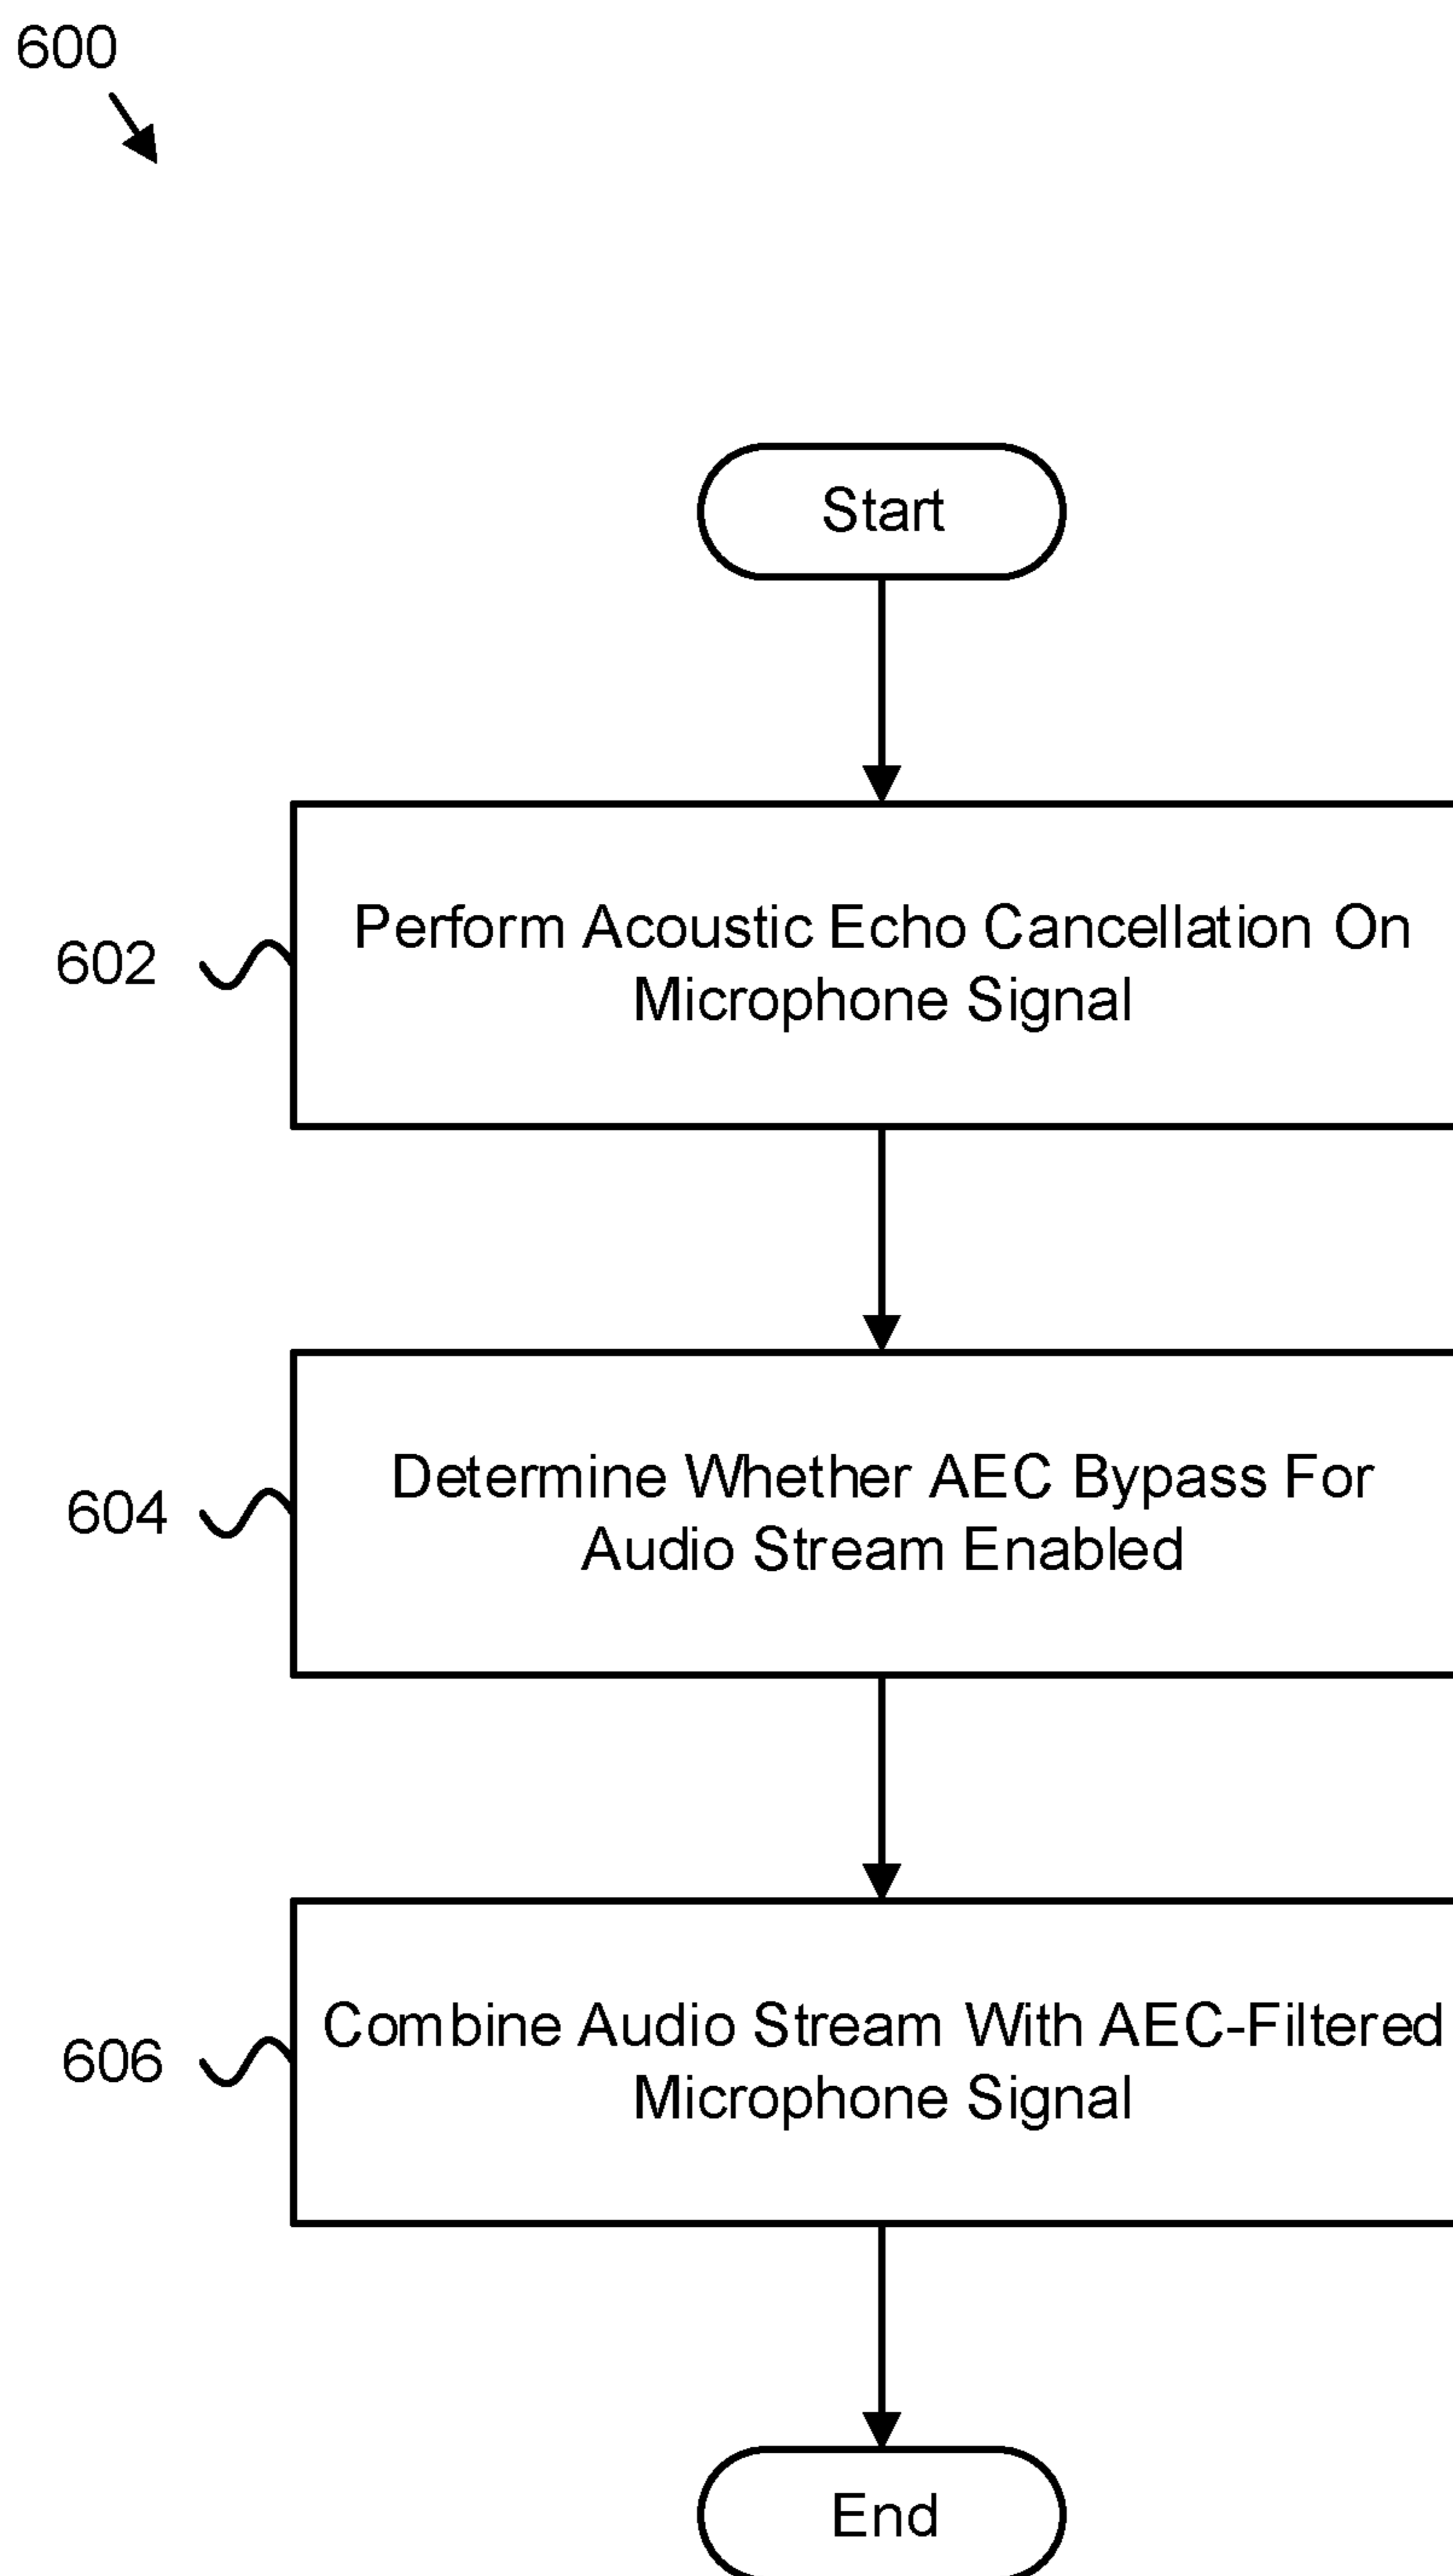 600
Start
602
Perform Acoustic Echo Cancellation On
Microphone Signal
604
Determine Whether AEC Bypass For
Audio Stream Enabled
606
Combine Audio Stream With AEC-Filtered
Microphone Signal
End